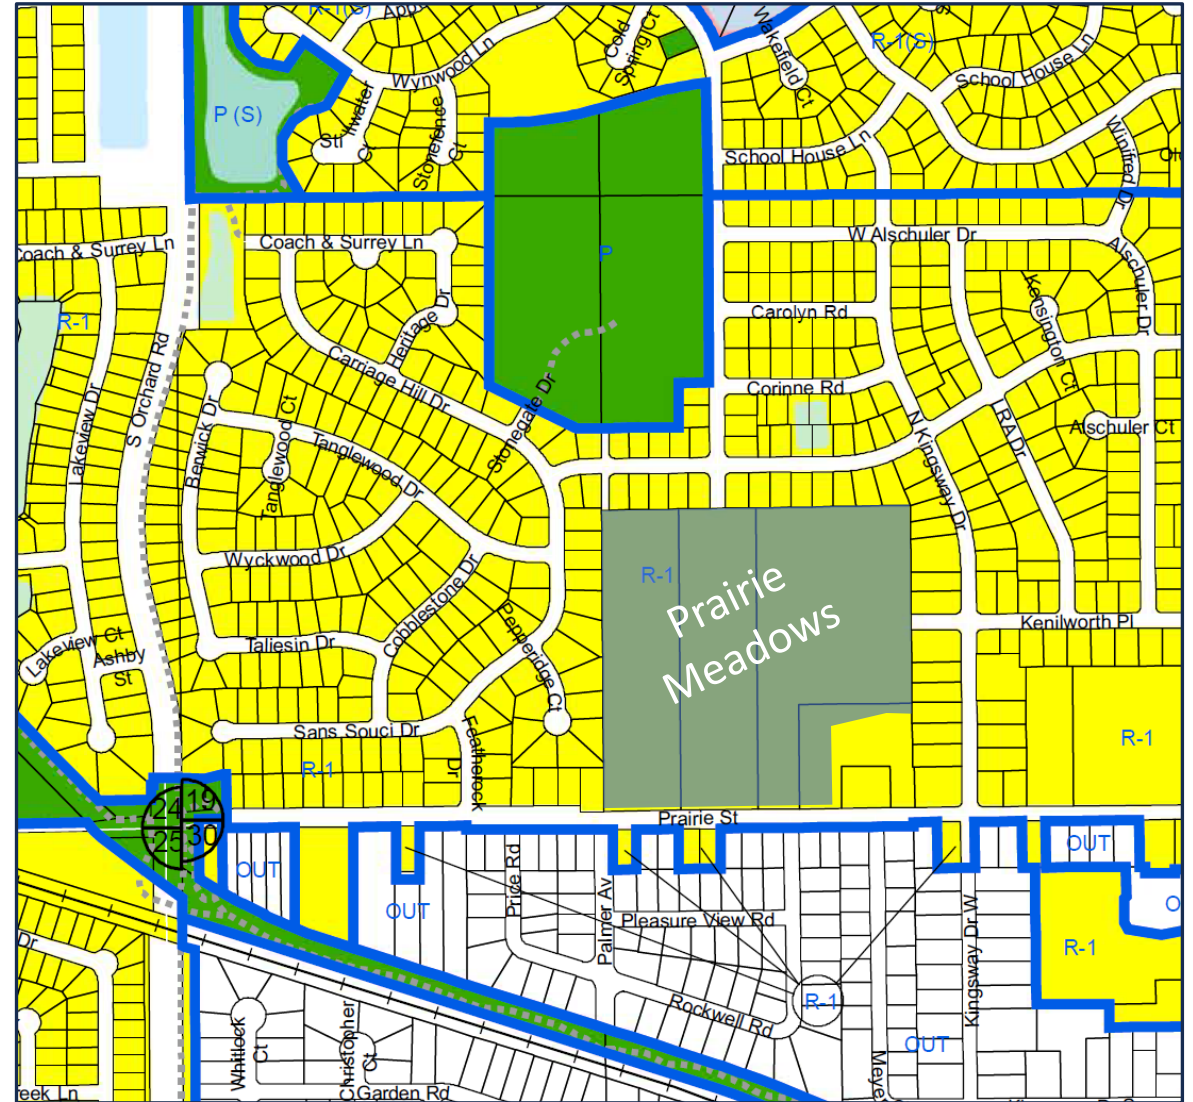 R-1(S)
Wynwood Ln
Cold
Spring Ct
Wakefield
Ct
R-1(S)
School House Ln
P (S)
Stillwater
Ct
Stonefence
Ct
School House Ln
Winifred Dr
Coach & Surrey Ln
Coach & Surrey Ln
P
W Alschuler Dr
Alschuler Dr
R-1
S Orchard Rd
Heritage Dr
Carriage Hill Dr
Carolyn Rd
Kensington Ct
Lakeview Dr
Berwick Dr
Tanglewood Ct
Tanglewood Dr
Stonegate Dr
Corinne Rd
N Kingsway Dr
RA Dr
Alschuler Ct
Wyckwood Dr
Cobblestone Dr
R-1
Prairie
Meadows
Lakeview Ct
Ashby
St
Taliesin Dr
Pepperidge Ct
Kenilworth Pl
Sans Souci Dr
Featherock
Dr
R-1
R-1
24 19
25 30
Prairie St
OUT
OUT
OUT
Price Rd
Palmer Av
Pleasure View Rd
Kingsway Dr W
R-1
Dr
R-1
Rockwell Rd
OUT
Whitlock
Ct
Christopher
Ct
Garden Rd